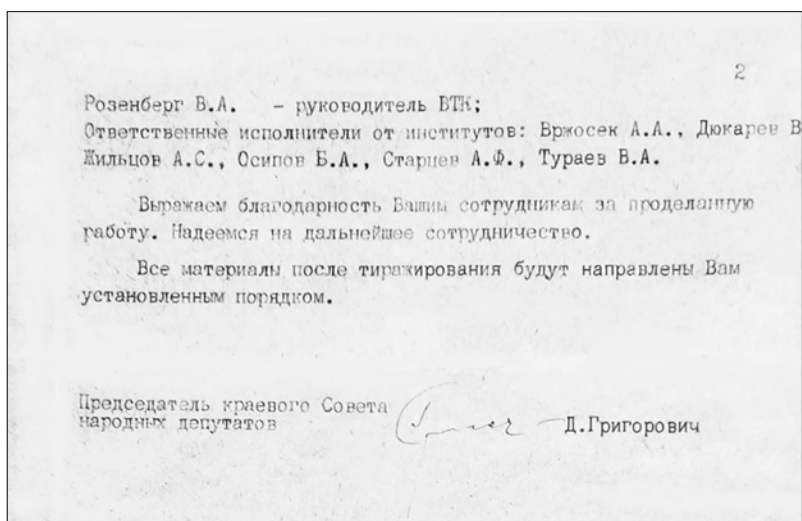 2
Розенберг В.А. – руководитель ВТК;
Ответственные исполнители от институтов: Вржосек А.А., Дюкарев В
Жильцов А.С., Осипов Б.А., Старцев А.Ф., Тураев В.А.
Выражаем благодарность Вашим сотрудникам за проделанную
работу. Надеемся на дальнейшее сотрудничество.
Все материалы после тиражирования будут направлены Вам
установленным порядком.
Председатель краевого Совета
народных депутатов Д.Григорович